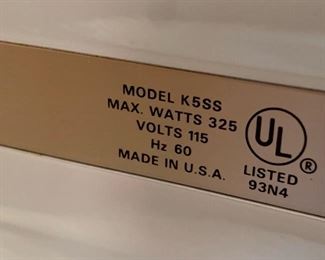 MODEL K5SS
MAX. WATTS 325
VOLTS 115
Hz 60
MADE IN U.S.A.
UL ®
LISTED
93N4